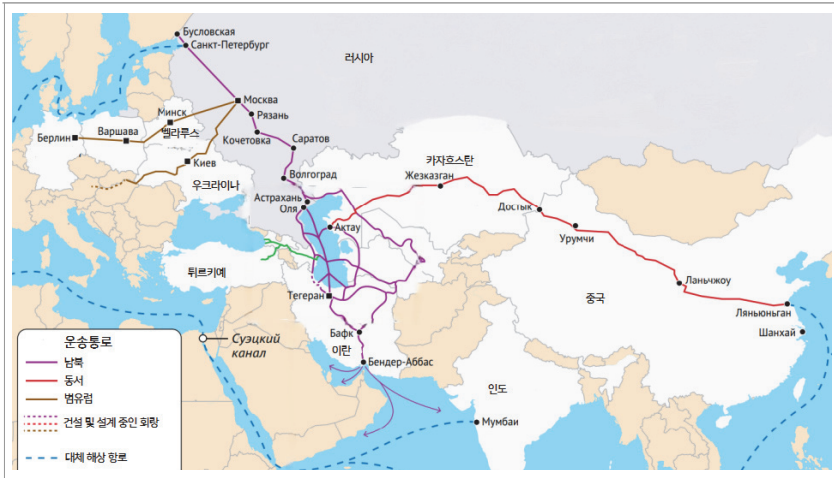 Бусловская
Санкт-Петербург
러시아
Москва
Минск
Рязань
Варшава
벨라루스
Берлин
Кочетовка
Саратов
Киев
카자흐스탄
Жезказган
Волгоград
우크라이나
Астрахань
Оля
Достык
Ақтау
Урумчи
튀르키예
Ланьчжоу
Тегеран
중국
Ляньюньган
Бафк
Шанхай
이란
Суэцкий
канал
Бендер-Аббас
인도
Мумбаи
운송통로
남북
동서
범유럽
건설 및 설계 중인 회랑
대체 해상 항로